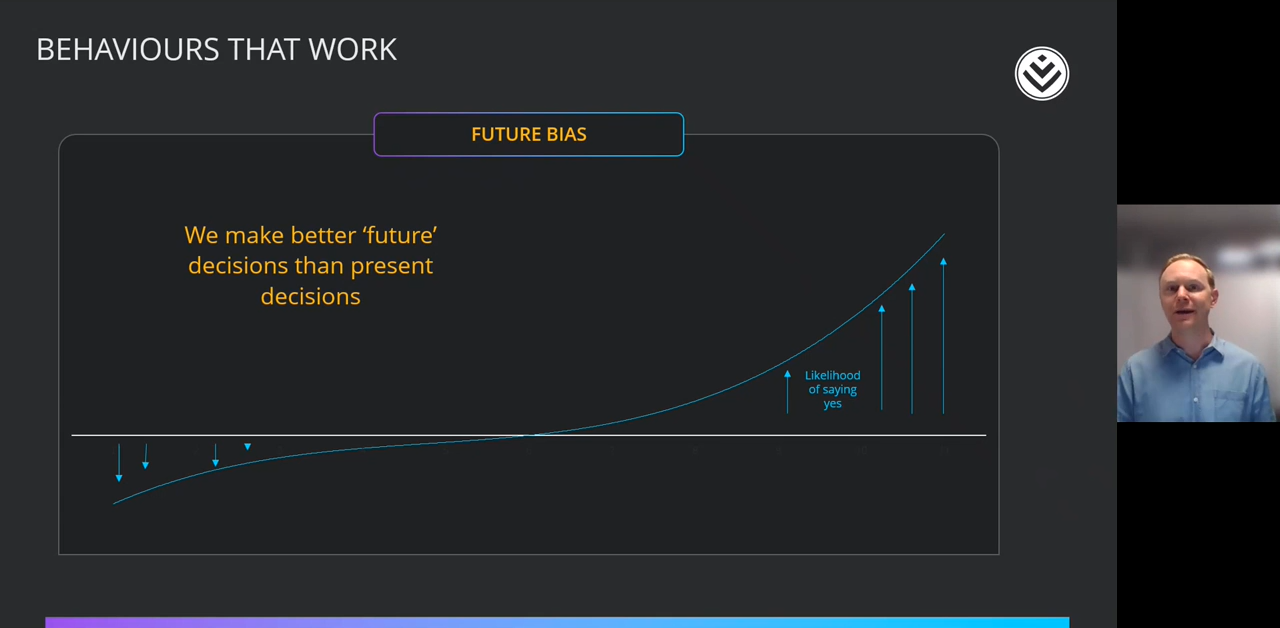 BEHAVIOURS THAT WORK
FUTURE BIAS
We make better ‘future’
decisions than present
decisions
Likelihood
of saying
yes